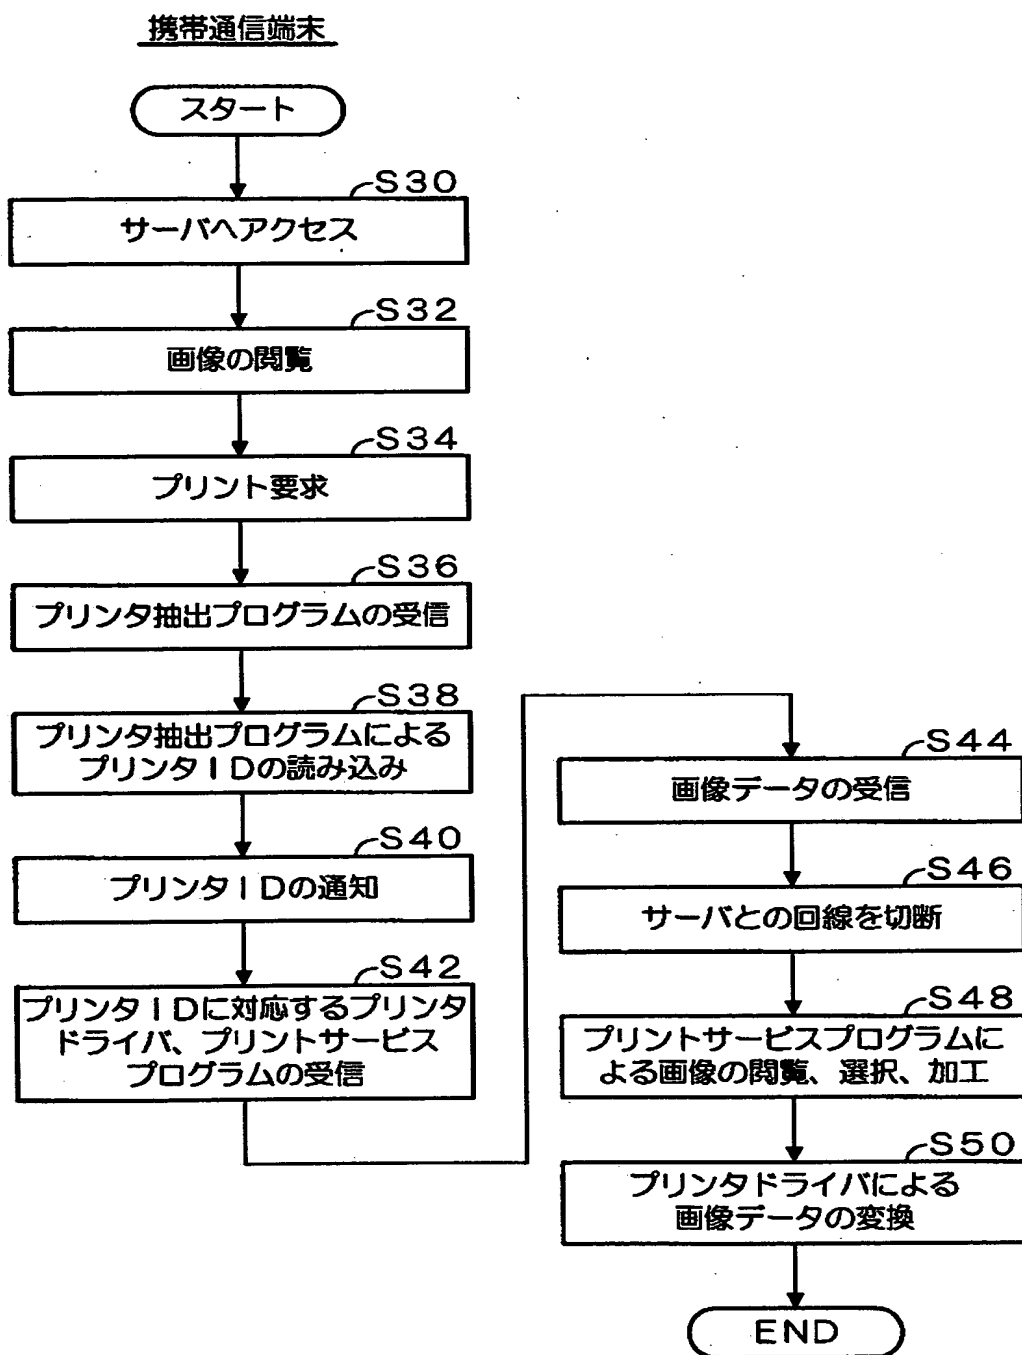 携帯通信端末
スタート
S30
サーバへアクセス
S32
画像の閲覧
S34
プリント要求
S36
プリンタ抽出プログラムの受信
S38
プリンタ抽出プログラムによる
プリンタIDの読み込み
S40
プリンタIDの通知
S42
プリンタIDに対応するプリンタ
ドライバ、プリントサービス
プログラムの受信
S44
画像データの受信
S46
サーバとの回線を切断
S48
プリントサービスプログラムに
よる画像の閲覧、選択、加工
S50
プリンタドライバによる
画像データの変換
END